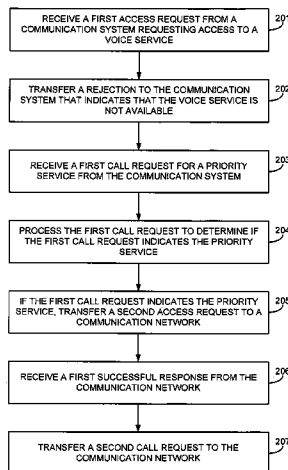 RECEIVE A FIRST ACCESS REQUEST FROM A
COMMUNICATION SYSTEM REQUESTING ACCESS TO A
VOICE SERVICE
201
TRANSFER A REJECTION TO THE COMMUNICATION
SYSTEM THAT INDICATES THAT THE VOICE SERVICE IS
NOT AVAILABLE
202
RECEIVE A FIRST CALL REQUEST FOR A PRIORITY
SERVICE FROM THE COMMUNICATION SYSTEM
203
PROCESS THE FIRST CALL REQUEST TO DETERMINE IF
THE FIRST CALL REQUEST INDICATES THE PRIORITY
SERVICE
204
IF THE FIRST CALL REQUEST INDICATES THE PRIORITY
SERVICE, TRANSFER A SECOND ACCESS REQUEST TO A
COMMUNICATION NETWORK
205
RECEIVE A FIRST SUCCESSFUL RESPONSE FROM THE
COMMUNICATION NETWORK
206
TRANSFER A SECOND CALL REQUEST TO THE
COMMUNICATION NETWORK
207